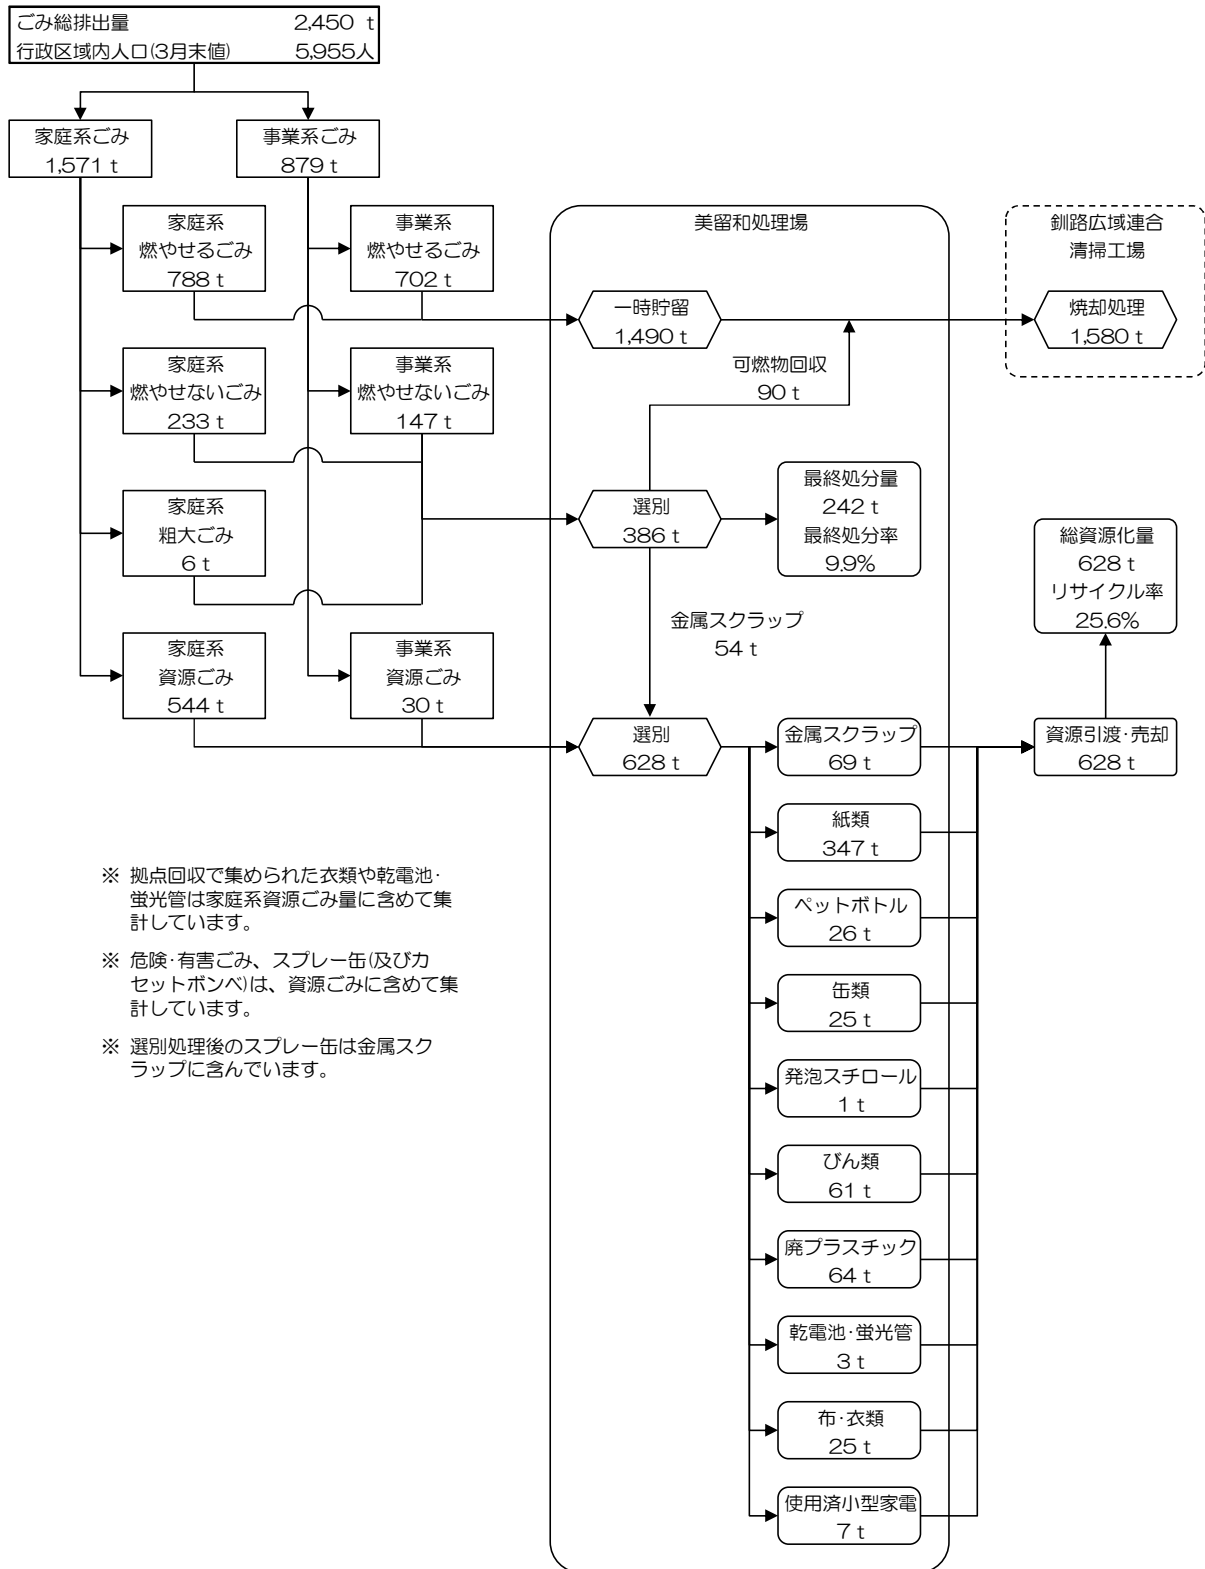 ごみ総排出量 2,450 t
行政区域内人口(3月末値) 5,955人
家庭系ごみ
1,571 t
事業系ごみ
879 t
家庭系
燃やせるごみ
788 t
事業系
燃やせるごみ
702 t
美留和処理場
釧路広域連合
清掃工場
一時貯留
1,490 t
焼却処理
1,580 t
可燃物回収
90 t
家庭系
燃やせないごみ
233 t
事業系
燃やせないごみ
147 t
家庭系
粗大ごみ
6 t
選別
386 t
最終処分量
242 t
最終処分率
9.9%
総資源化量
628 t
リサイクル率
25.6%
金属スクラップ
54 t
家庭系
資源ごみ
544 t
事業系
資源ごみ
30 t
選別
628 t
金属スクラップ
69 t
資源引渡・売却
628 t
紙類
347 t
ペットボトル
26 t
缶類
25 t
発泡スチロール
1 t
びん類
61 t
廃プラスチック
64 t
乾電池・蛍光管
3 t
布・衣類
25 t
使用済小型家電
7 t
※ 拠点回収で集められた衣類や乾電池・
蛍光管は家庭系資源ごみ量に含めて集
計しています。
※ 危険・有害ごみ、スプレー缶(及びカ
セットボンベ)は、資源ごみに含めて集
計しています。
※ 選別処理後のスプレー缶は金属スク
ラップに含んでいます。